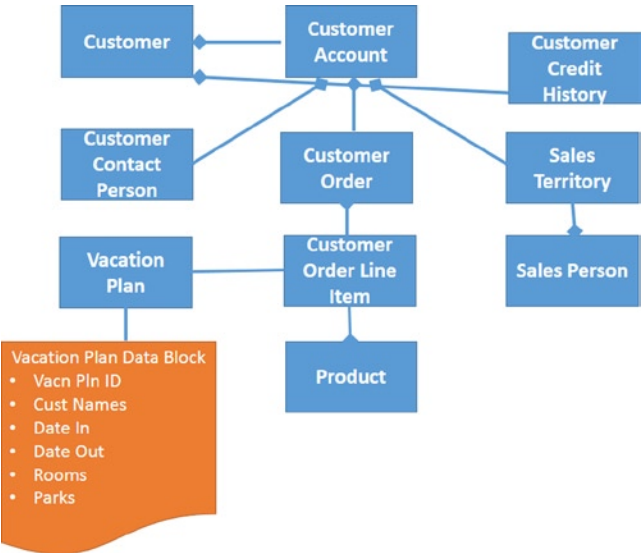 Customer
Customer
Account
Customer
Credit
History
Customer
Contact
Person
Customer
Order
Sales
Territory
Vacation
Plan
Customer
Order Line
Item
Sales Person
Product
Vacation Plan Data Block
• Vacn Pln ID
• Cust Names
• Date In
• Date Out
• Rooms
• Parks